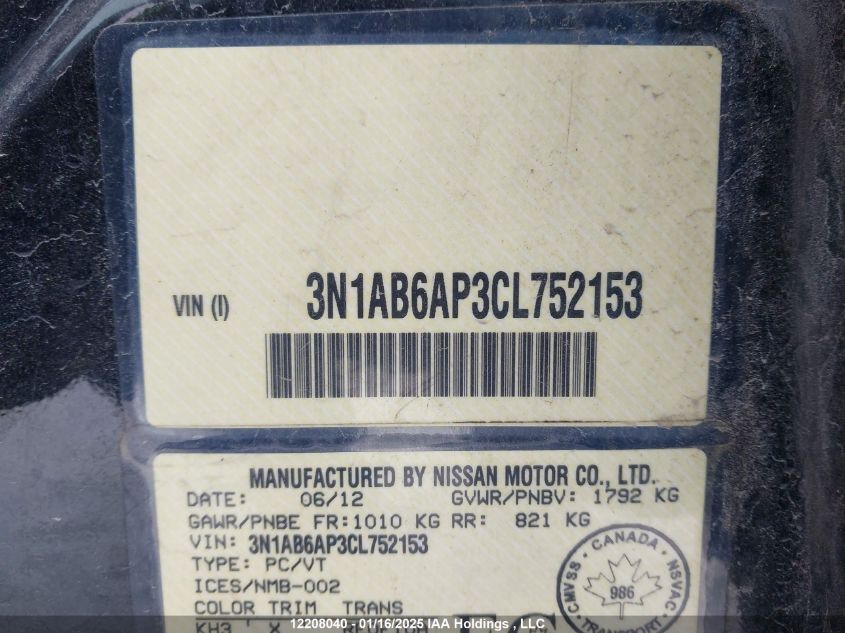 VIN (I) 3N1AB6AP3CL752153
MANUFACTURED BY NISSAN MOTOR CO., LTD.
DATE: 06/12 GVWR/PNBV: 1792 KG
GAWR/PNBE FR:1010 KG RR: 821 KG
VIN: 3N1AB6AP3CL752153
TYPE: PC/VT
ICES/NMB-002
COLOR TRIM TRANS
KH3 X
CANADA
CMVSS
986
NSVAC
TRANSPORT
12208040 - 01/16/2025 IAA Holdings , LLC